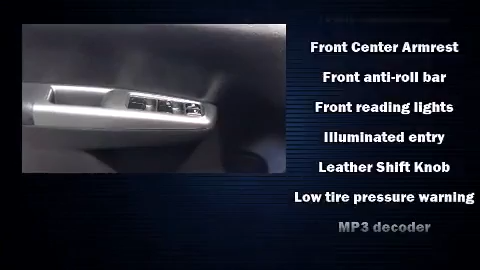 Front Center Armrest
Front anti-roll bar
Front reading lights
Illuminated entry
Leather Shift Knob
Low tire pressure warning
MP3 decoder